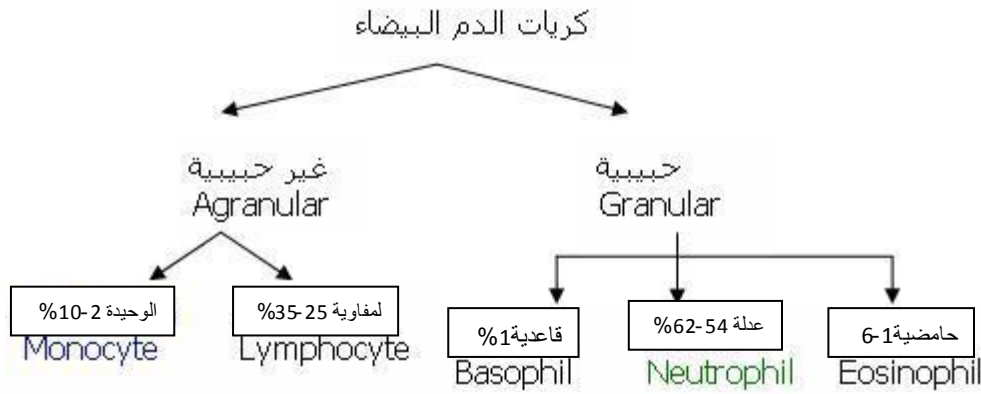 كريات الدم البيضاء
حبيبية
Granular
غير حبيبية
Agranular
حامضية1-6
Eosinophil
عدلة 54-62%
Neutrophil
قاعدية1%
Basophil
لمفاوية 25-35%
Lymphocyte
الوحيدة 2-10%
Monocyte